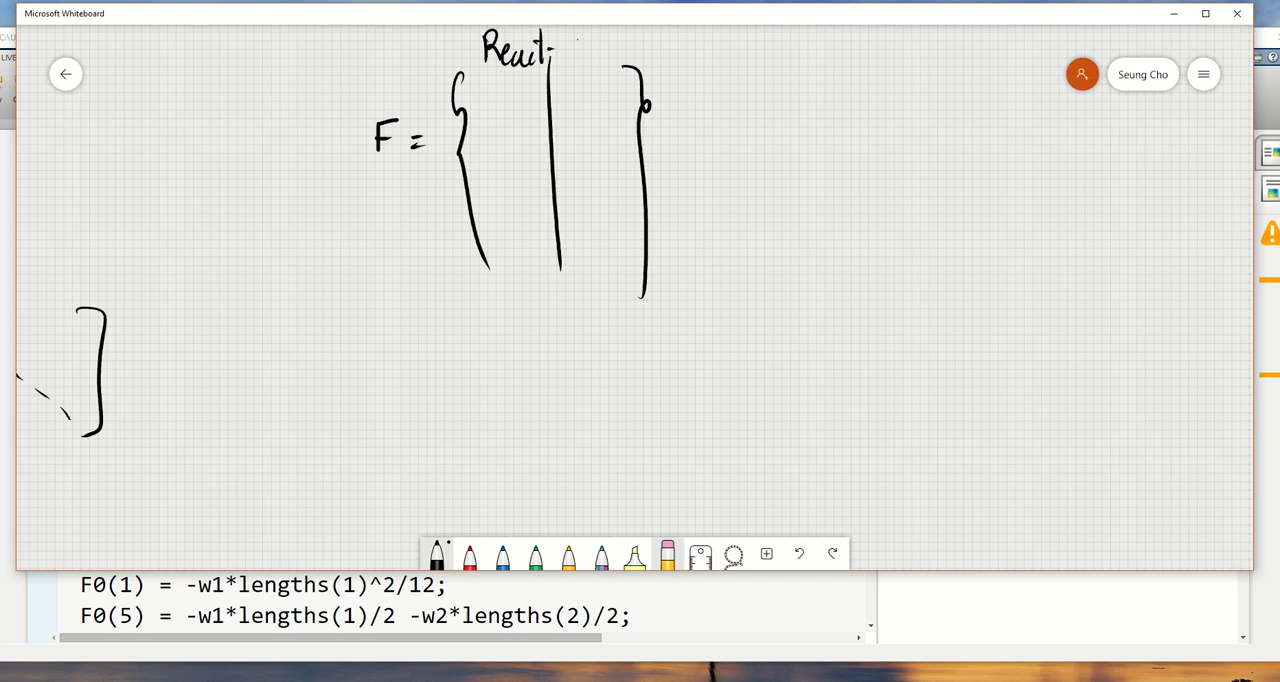 Microsoft Whiteboard
LIVE
React.
Seung Cho
F = {
F0(1) = -w1*lengths(1)^2/12;
F0(5) = -w1*lengths(1)/2 -w2*lengths(2)/2;